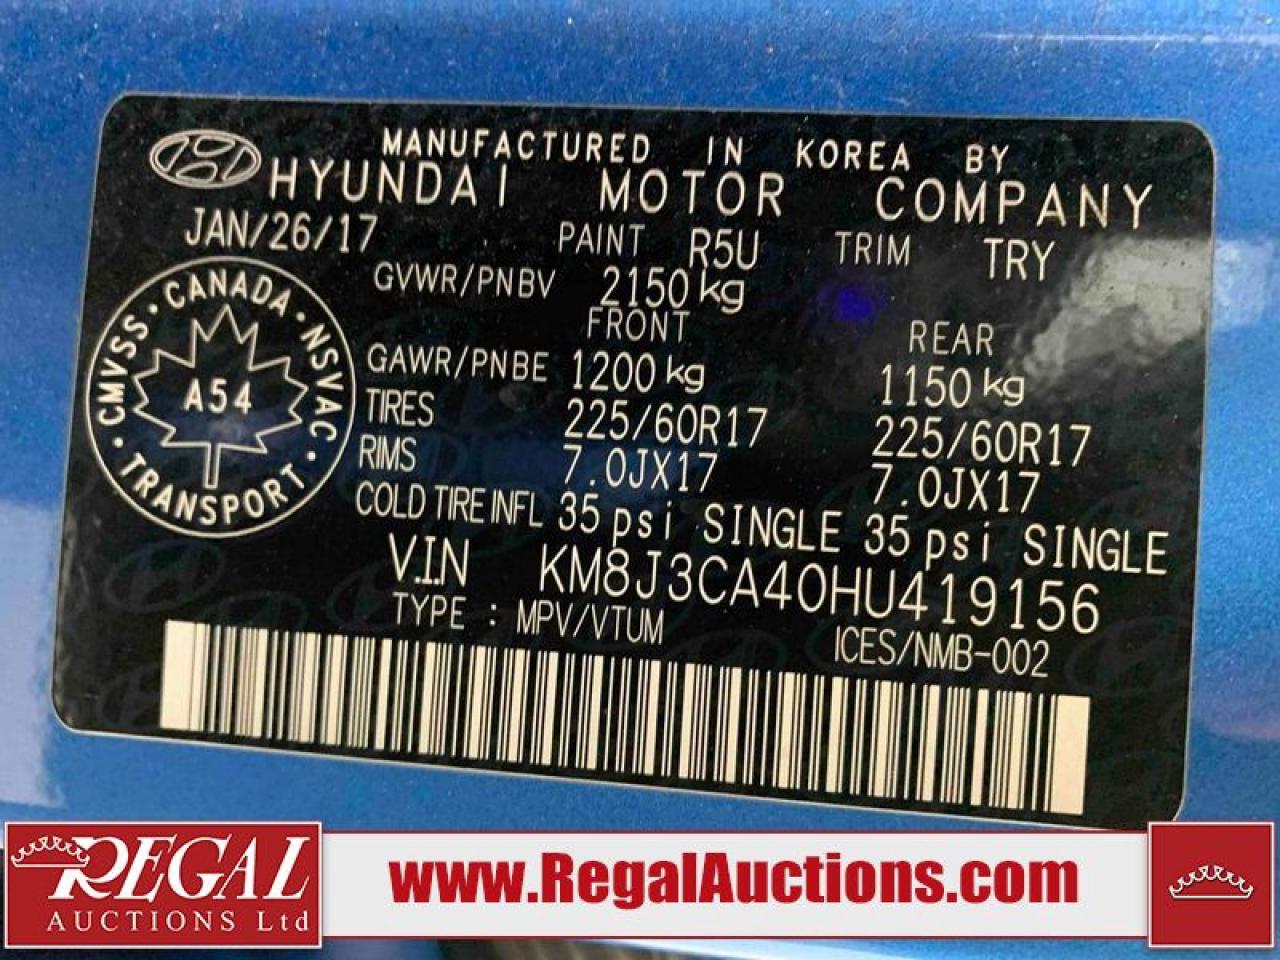 MANUFACTURED IN KOREA BY
HYUNDAI MOTOR COMPANY
JAN/26/17 PAINT R5U TRIM TRY
GVWR/PNBV 2150 kg
FRONT REAR
GAWR/PNBE 1200 kg 1150 kg
TIRES 225/60R17 225/60R17
RIMS 7.0JX17 7.0JX17
COLD TIRE INFL 35 psi SINGLE 35 psi SINGLE
V.I.N KM8J3CA40HU419156
TYPE : MPV/VTUM ICES/NMB-002
CANADA · NSVAC · TRANSPORT · CMVSS ·
A54
REGAL
AUCTIONS Ltd
www.RegalAuctions.com